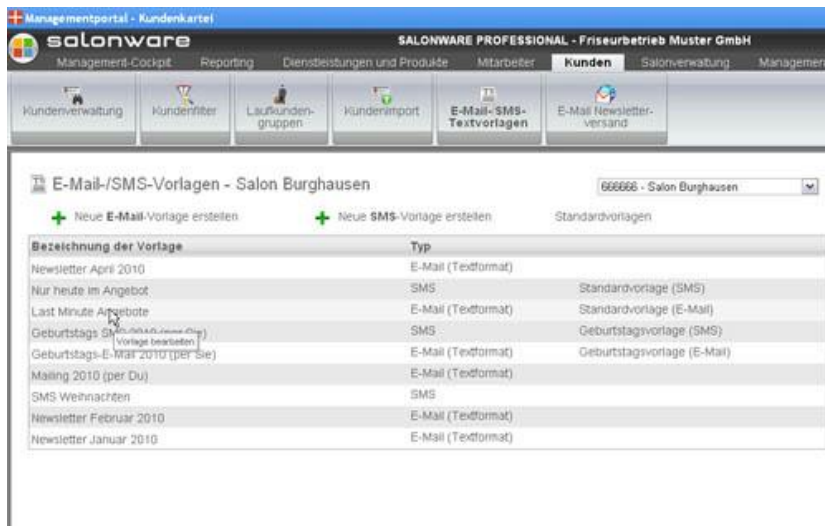 Managementportal - Kundenkartei
salonware
SALONWARE PROFESSIONAL - Friseurbetrieb Muster GmbH
Management-Cockpit Reporting Dienstleistungen und Produkte Mitarbeiter Kunden Salonverwaltung Managemen
Kundenverwaltung Kundenfilter Laufkunden- Kundenimport E-Mail- SMS- E-Mail Newsletter-
gruppen Textvorlagen versand
E-Mail-/SMS-Vorlagen - Salon Burghausen 666666 - Salon Burghausen
Neue E-Mail-Vorlage erstellen Neue SMS-Vorlage erstellen Standardvorlagen
Bezeichnung der Vorlage Typ
Newsletter April 2010 E-Mail (Textformat)
Nur heute im Angebot SMS Standardvorlage (SMS)
Last Minute Angebote E-Mail (Textformat) Standardvorlage (E-Mail)
Geburtstags SMS 2010 (per Sie) SMS Geburtstagsvorlage (SMS)
Vorlage bearbeiten
Geburtstags-E-Mail 2010 (per Sie) E-Mail (Textformat) Geburtstagsvorlage (E-Mail)
Mailing 2010 (per Du) E-Mail (Textformat)
SMS Weihnachten SMS
Newsletter Februar 2010 E-Mail (Textformat)
Newsletter Januar 2010 E-Mail (Textformat)